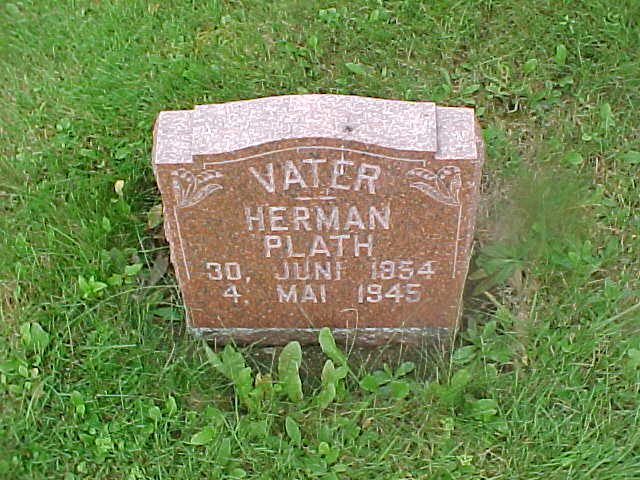 VATER
HERMAN
PLATH
30, JUNI 1854
4, MAI 1945